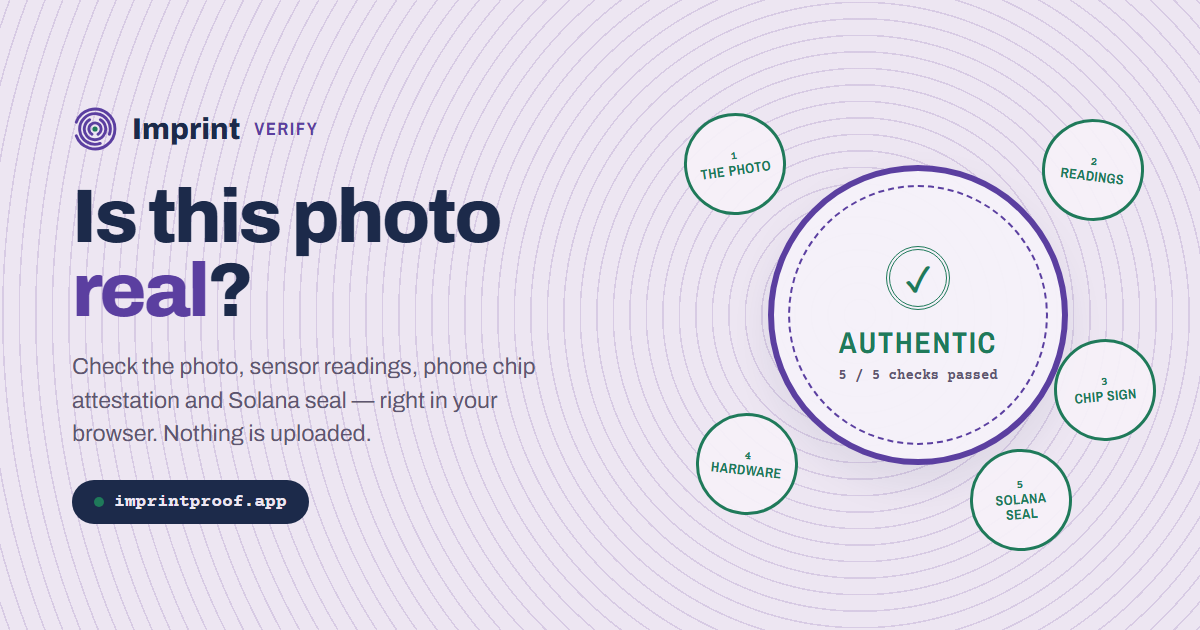 Imprint VERIFY
Is this photo
real?
Check the photo, sensor readings, phone chip
attestation and Solana seal — right in your
browser. Nothing is uploaded.
imprintproof.app
1
THE PHOTO
2
READINGS
✓
AUTHENTIC
5 / 5 checks passed
3
CHIP SIGN
4
HARDWARE
5
SOLANA
SEAL